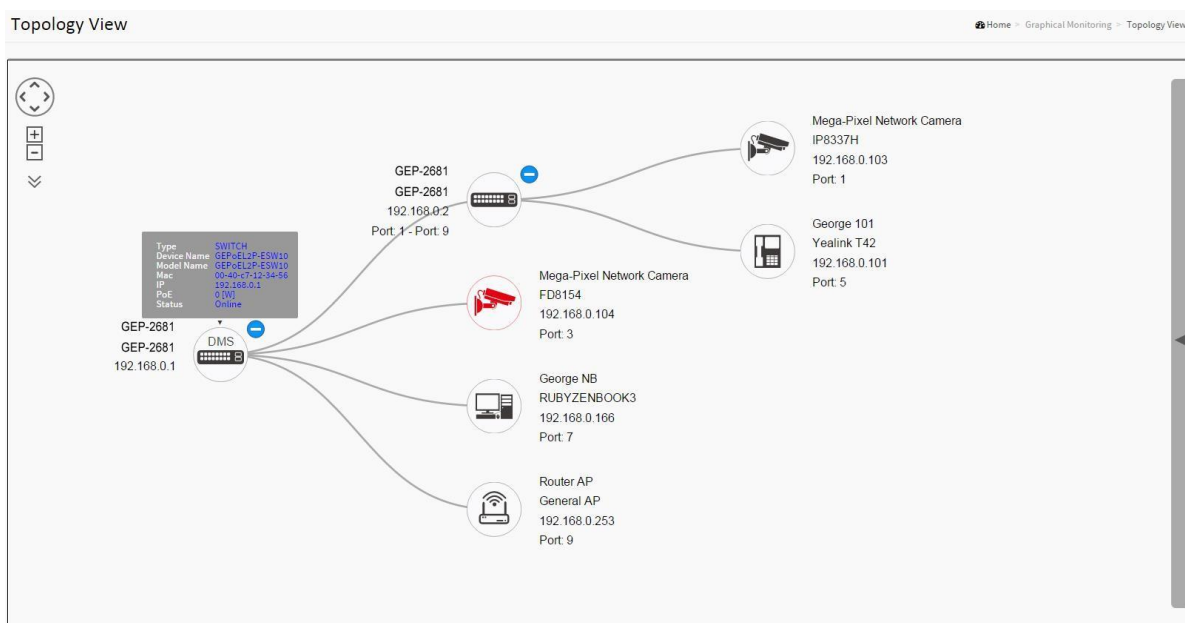 Topology View
Home > Graphical Monitoring > Topology View
Mega-Pixel Network Camera
IP8337H
192.168.0.103
Port: 1
GEP-2681
GEP-2681
192.168.0.2
Port: 1 - Port: 9
George 101
Yealink T42
192.168.0.101
Port: 5
Type SWITCH
Device Name GEPoEL2P-ESW10
Model Name GEPoEL2P-ESW10
Mac 00-40-c7-12-34-56
IP 192.168.0.1
PoE 0 [W]
Status Online
Mega-Pixel Network Camera
FD8154
192.168.0.104
Port: 3
GEP-2681
GEP-2681
192.168.0.1
DMS
George NB
RUBYZENBOOK3
192.168.0.166
Port: 7
Router AP
General AP
192.168.0.253
Port: 9